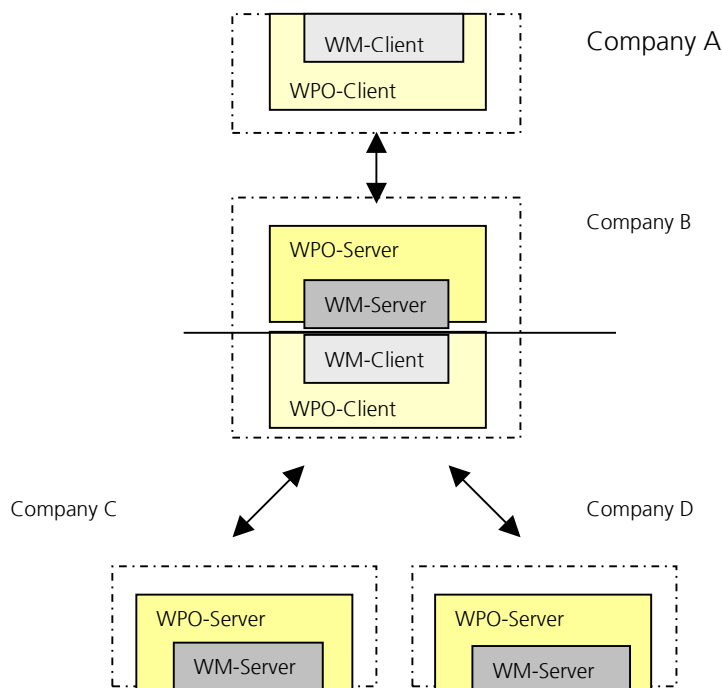 WM-Client
Company A
WPO-Client
Company B
WPO-Server
WM-Server
WM-Client
WPO-Client
Company C
Company D
WPO-Server
WPO-Server
WM-Server
WM-Server